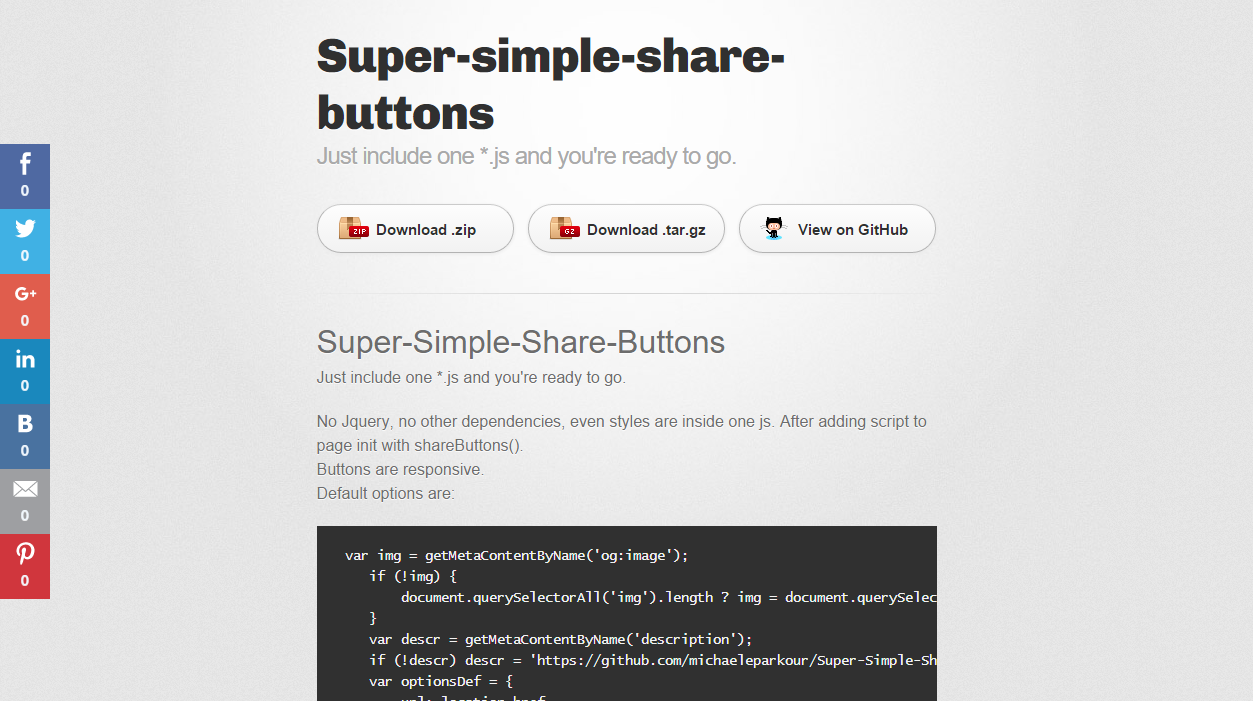 Super-simple-share-
buttons
Just include one *.js and you're ready to go.
Download .zip
Download .tar.gz
View on GitHub
ZIP
GZ
f
0
0
G+
0
in
0
B
0
0
0
Super-Simple-Share-Buttons
Just include one *.js and you're ready to go.
No Jquery, no other dependencies, even styles are inside one js. After adding script to
page init with shareButtons().
Buttons are responsive.
Default options are:
var img = getMetaContentByName('og:image');
if (!img) {
document.querySelectorAll('img').length ? img = document.querySelec
}
var descr = getMetaContentByName('description');
if (!descr) descr = 'https://github.com/michaeleparkour/Super-Simple-Sh
var optionsDef = {
url: location.href